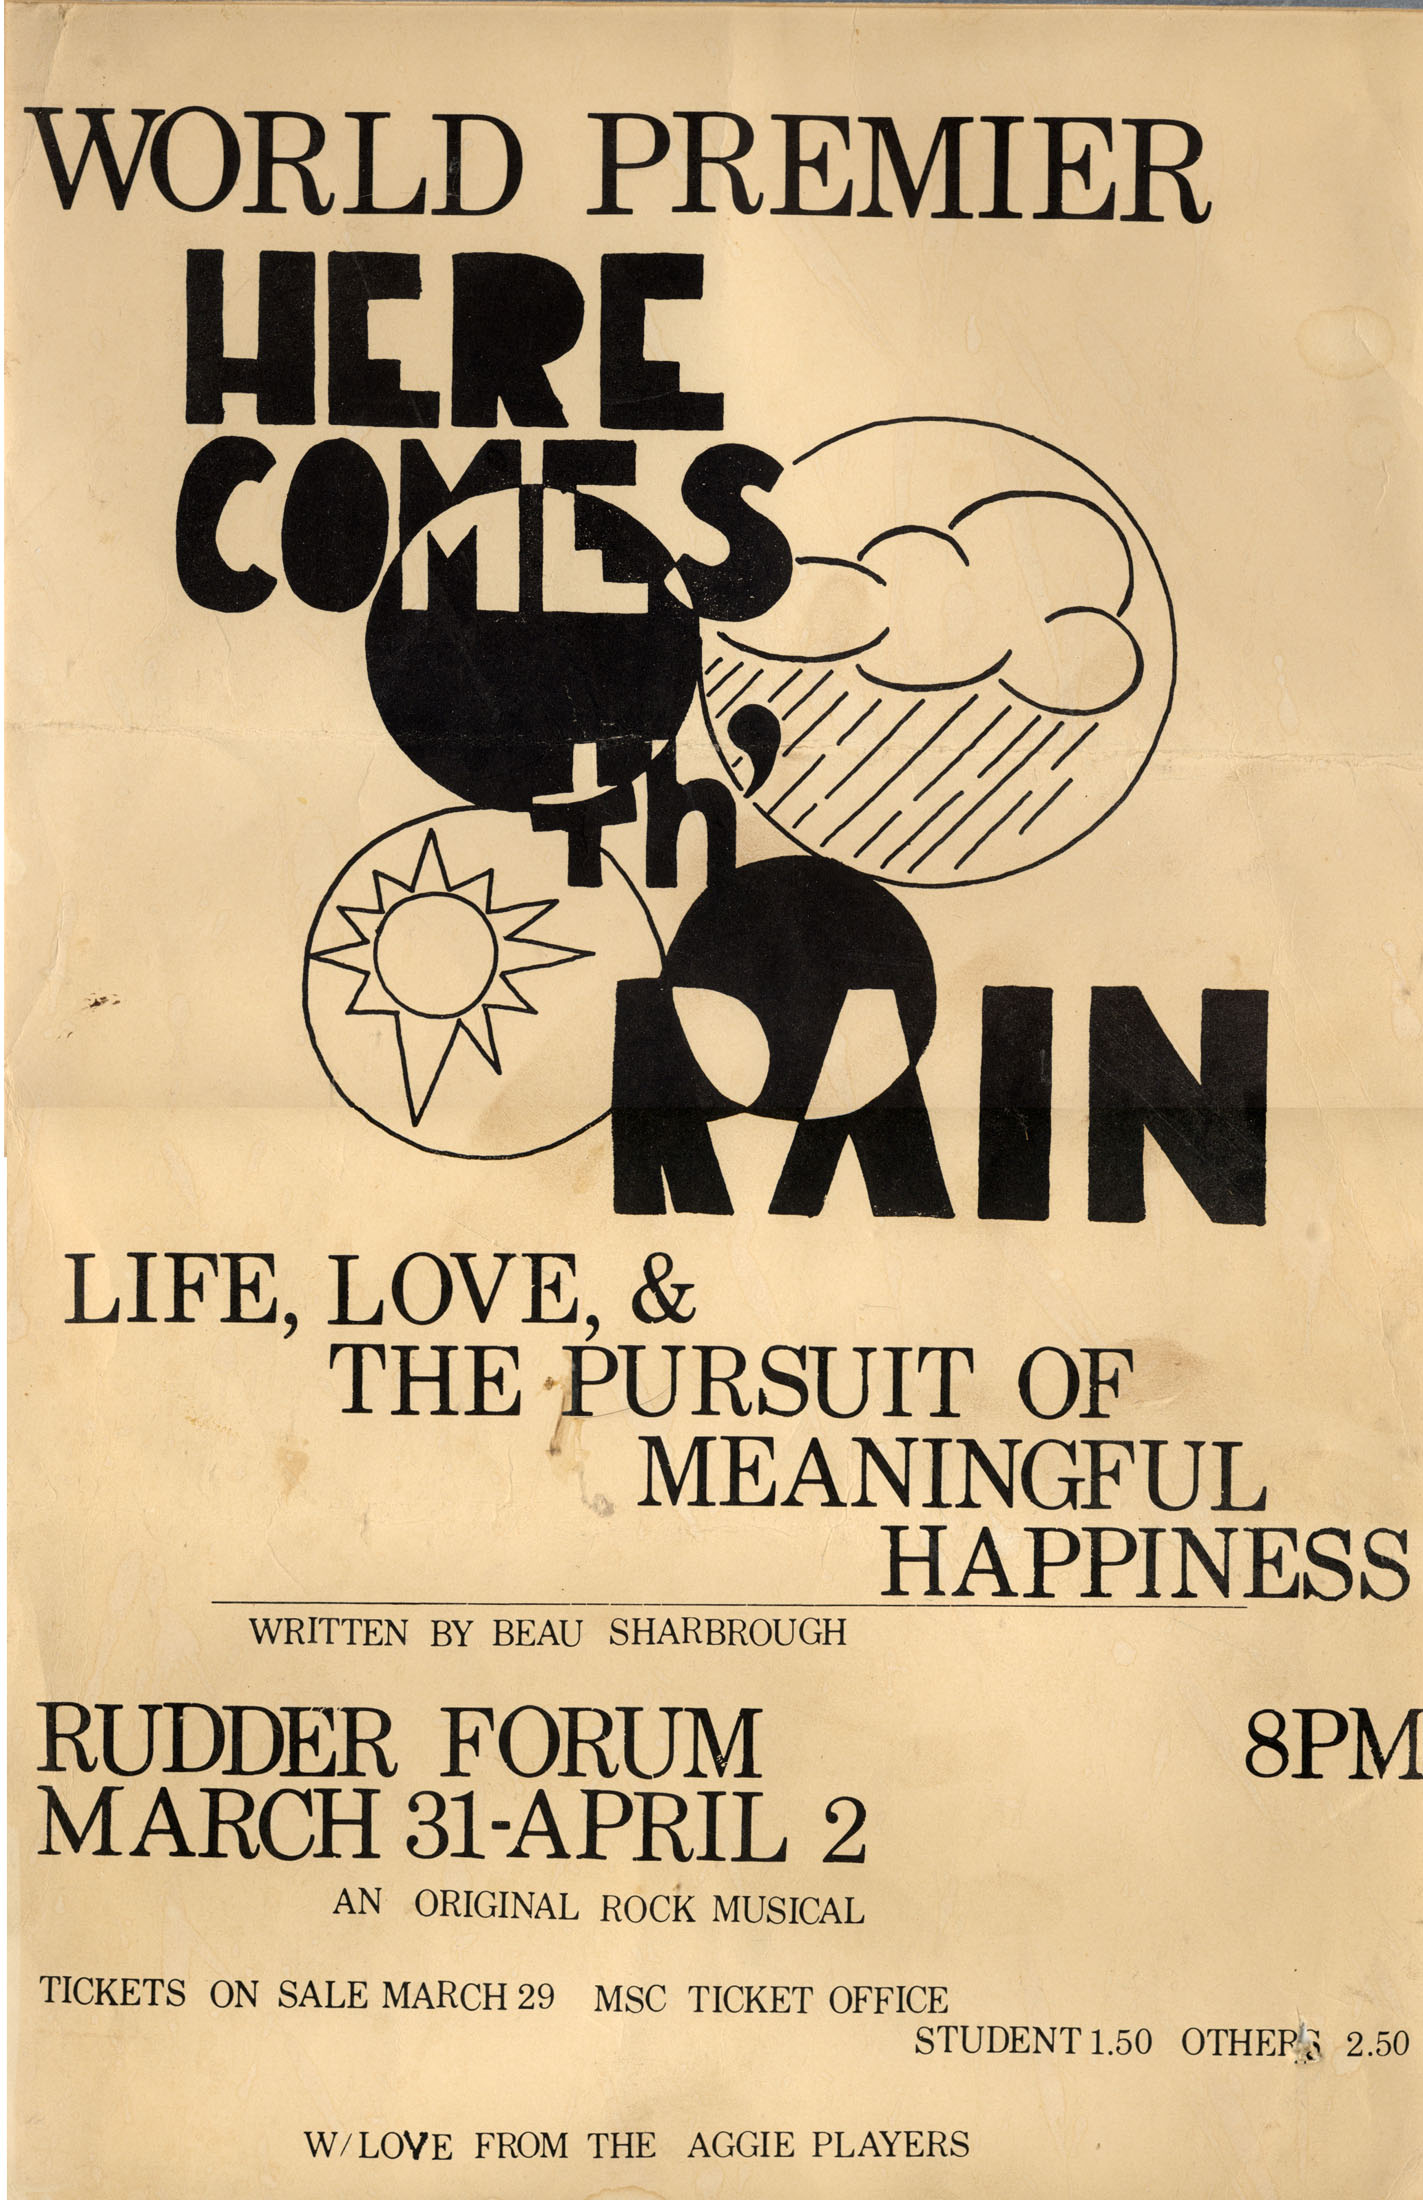 WORLD PREMIER
HERE
COMES
th'
RAIN
LIFE, LOVE, &
THE PURSUIT OF
MEANINGFUL
HAPPINESS
WRITTEN BY BEAU SHARBROUGH
RUDDER FORUM 8PM
MARCH 31-APRIL 2
AN ORIGINAL ROCK MUSICAL
TICKETS ON SALE MARCH 29 MSC TICKET OFFICE
STUDENT 1.50 OTHERS 2.50
W/LOVE FROM THE AGGIE PLAYERS